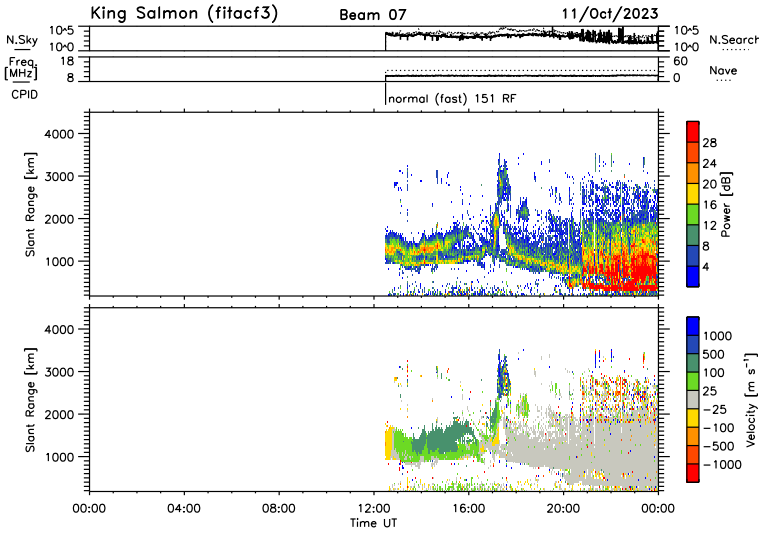 King Salmon (fitacf3) Beam 07 11/Oct/2023
N.Sky 10^5 10^0 10^5 10^0 N.Search
Freq. [MHz] 18 8 60 0 Nave
CPID normal (fast) 151 RF
Slant Range [km] 4000 3000 2000 1000
28 24 20 16 12 8 4 Power [dB]
Slant Range [km] 4000 3000 2000 1000
1000 500 100 25 -25 -100 -500 -1000 Velocity [m s⁻¹]
00:00 04:00 08:00 12:00 16:00 20:00 00:00
Time UT